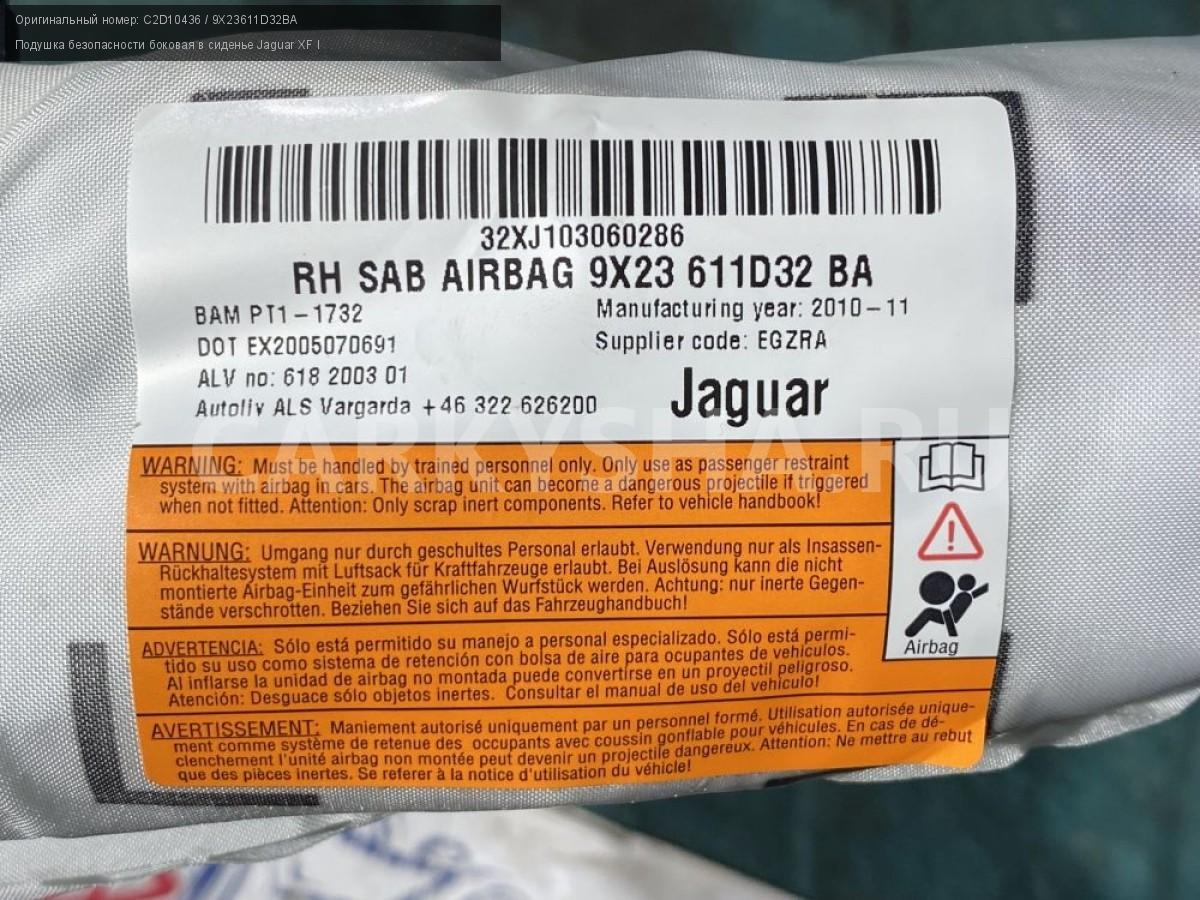 Оригинальный номер: C2D10436 / 9X23611D32BA
Подушка безопасности боковая в сиденье Jaguar XF I
32XJ103060286
RH SAB AIRBAG 9X23 611D32 BA
BAM PT1-1732
Manufacturing year: 2010-11
DOT EX2005070691
Supplier code: EGZRA
ALV no: 618 2003 01
Autoliv ALS Vargarda +46 322 626200
Jaguar
CARKYSHA.RU
WARNING: Must be handled by trained personnel only. Only use as passenger restraint
system with airbag in cars. The airbag unit can become a dangerous projectile if triggered
when not fitted. Attention: Only scrap inert components. Refer to vehicle handbook!
WARNUNG: Umgang nur durch geschultes Personal erlaubt. Verwendung nur als Insassen-
Rückhaltesystem mit Luftsack für Kraftfahrzeuge erlaubt. Bei Auslösung kann die nicht
montierte Airbag-Einheit zum gefährlichen Wurfstück werden. Achtung: nur inerte Gegen-
stände verschrotten. Beziehen Sie sich auf das Fahrzeughandbuch!
Airbag
ADVERTENCIA: Sólo está permitido su manejo a personal especializado. Sólo está permi-
tido su uso como sistema de retención con bolsa de aire para ocupantes de vehículos.
Al inflarse la unidad de airbag no montada puede convertirse en un proyectil peligroso.
Atención: Desguace sólo objetos inertes. Consultar el manual de uso del vehículo!
AVERTISSEMENT: Maniement autorisé uniquement par un personnel formé. Utilisation autorisée unique-
ment comme système de retenue des occupants avec coussin gonflable pour véhicules. En cas de dé-
clenchement l'unité airbag non montée peut devenir un projectile dangereux. Attention: Ne mettre au rebut
que des pièces inertes. Se referer à la notice d'utilisation du véhicle!